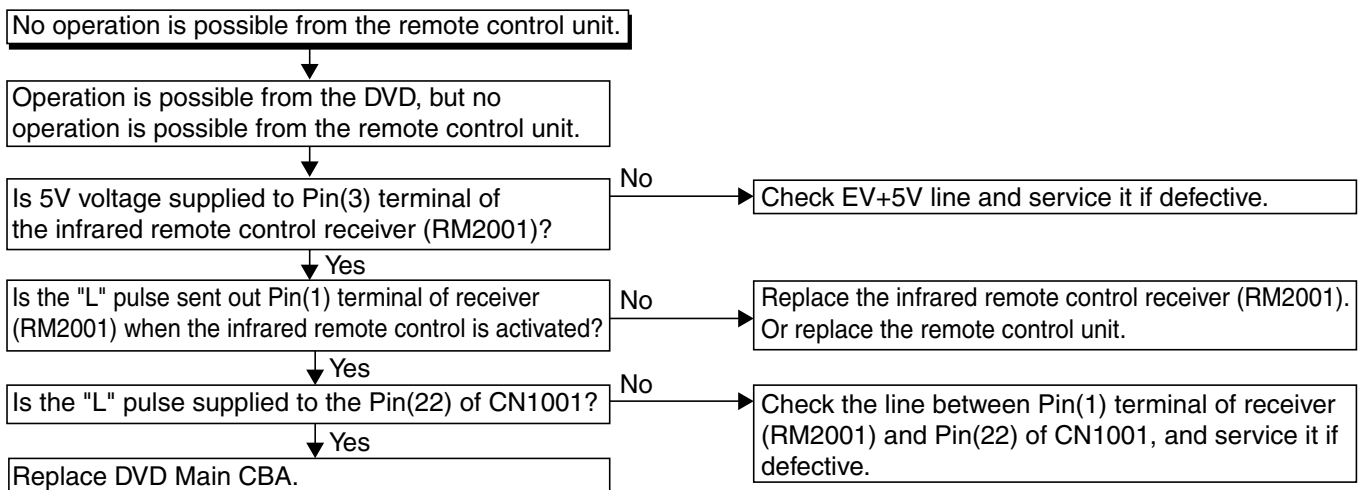 No operation is possible from the remote control unit.
Operation is possible from the DVD, but no
operation is possible from the remote control unit.
Is 5V voltage supplied to Pin(3) terminal of
the infrared remote control receiver (RM2001)?
No
Check EV+5V line and service it if defective.
Yes
Is the "L" pulse sent out Pin(1) terminal of receiver
(RM2001) when the infrared remote control is activated?
No
Replace the infrared remote control receiver (RM2001).
Or replace the remote control unit.
Yes
Is the "L" pulse supplied to the Pin(22) of CN1001?
No
Check the line between Pin(1) terminal of receiver
(RM2001) and Pin(22) of CN1001, and service it if
defective.
Yes
Replace DVD Main CBA.